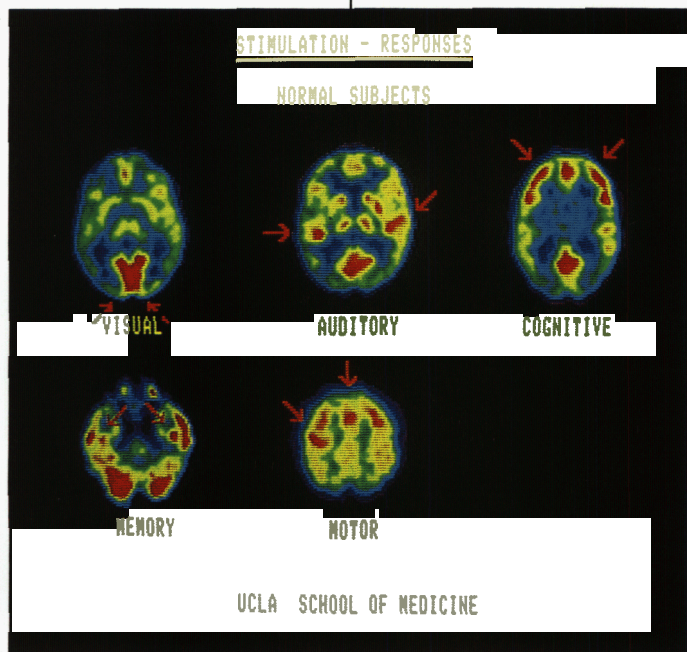 STIMULATION - RESPONSES
NORMAL SUBJECTS
VISUAL AUDITORY COGNITIVE
MEMORY MOTOR
UCLA SCHOOL OF MEDICINE